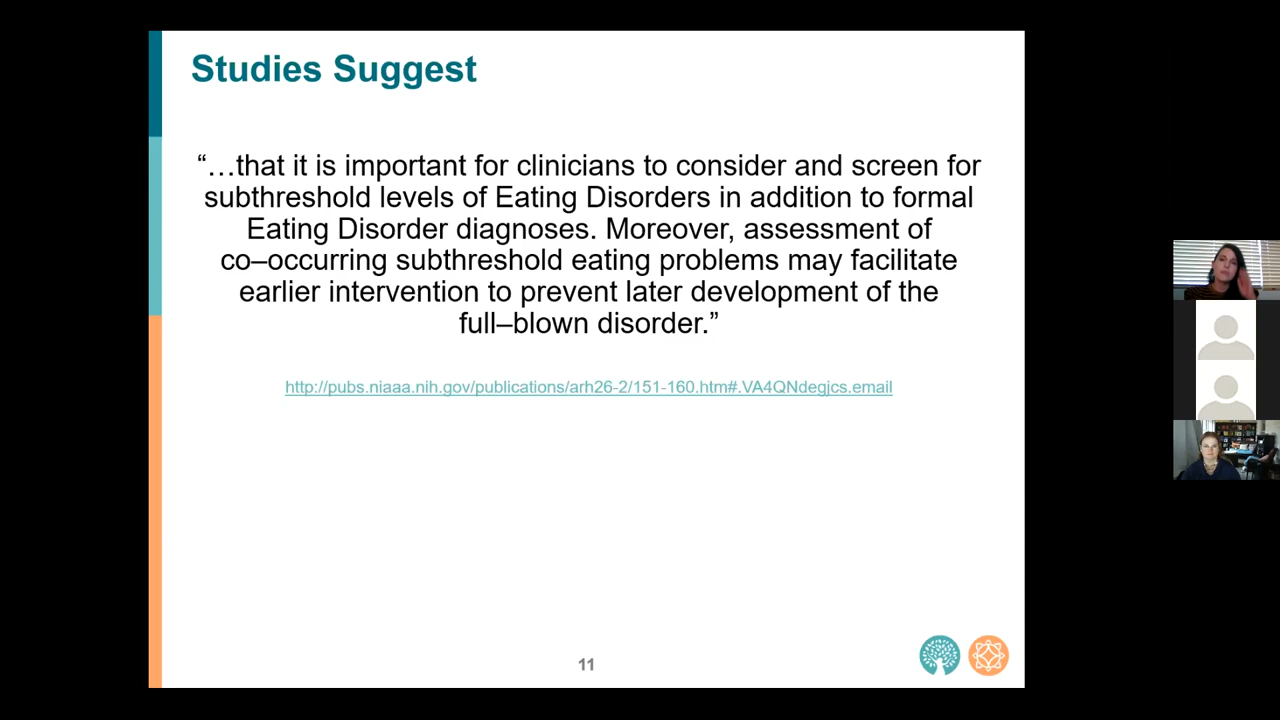 Studies Suggest
“…that it is important for clinicians to consider and screen for
subthreshold levels of Eating Disorders in addition to formal
Eating Disorder diagnoses. Moreover, assessment of
co–occurring subthreshold eating problems may facilitate
earlier intervention to prevent later development of the
full–blown disorder.”
http://pubs.niaaa.nih.gov/publications/arh26-2/151-160.htm#.VA4QNdegjcs.email
11